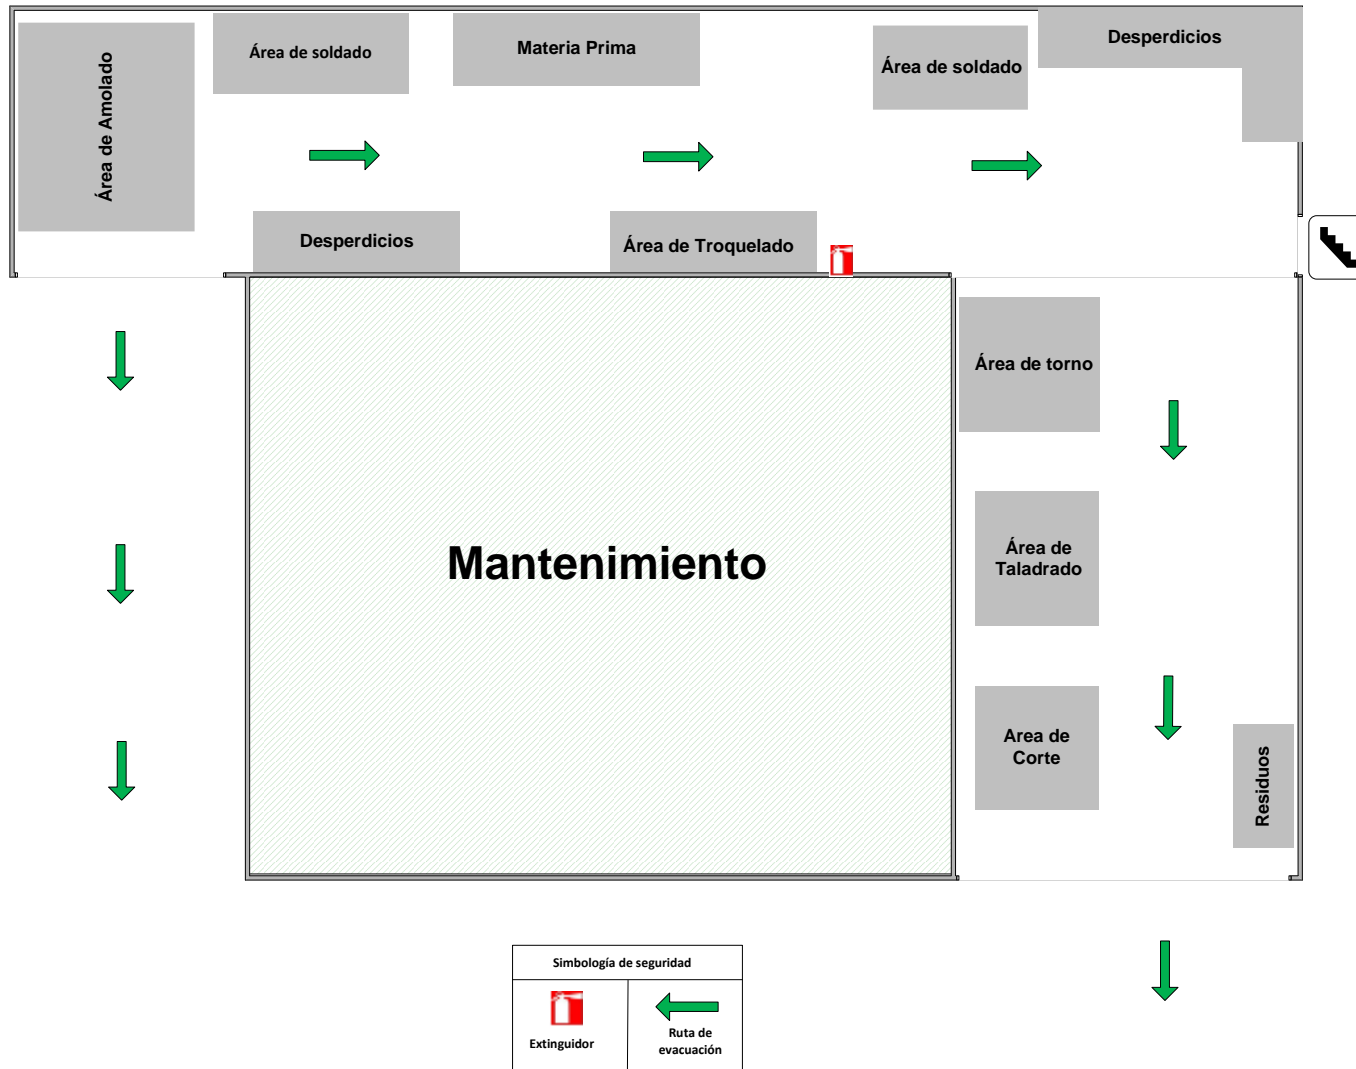 Área de Amolado
Área de soldado
Materia Prima
Área de soldado
Desperdicios
Desperdicios
Área de Troquelado
Área de torno
Mantenimiento
Área de
Taladrado
Area de
Corte
Residuos
Simbología de seguridad
Extinguidor
Ruta de
evacuación